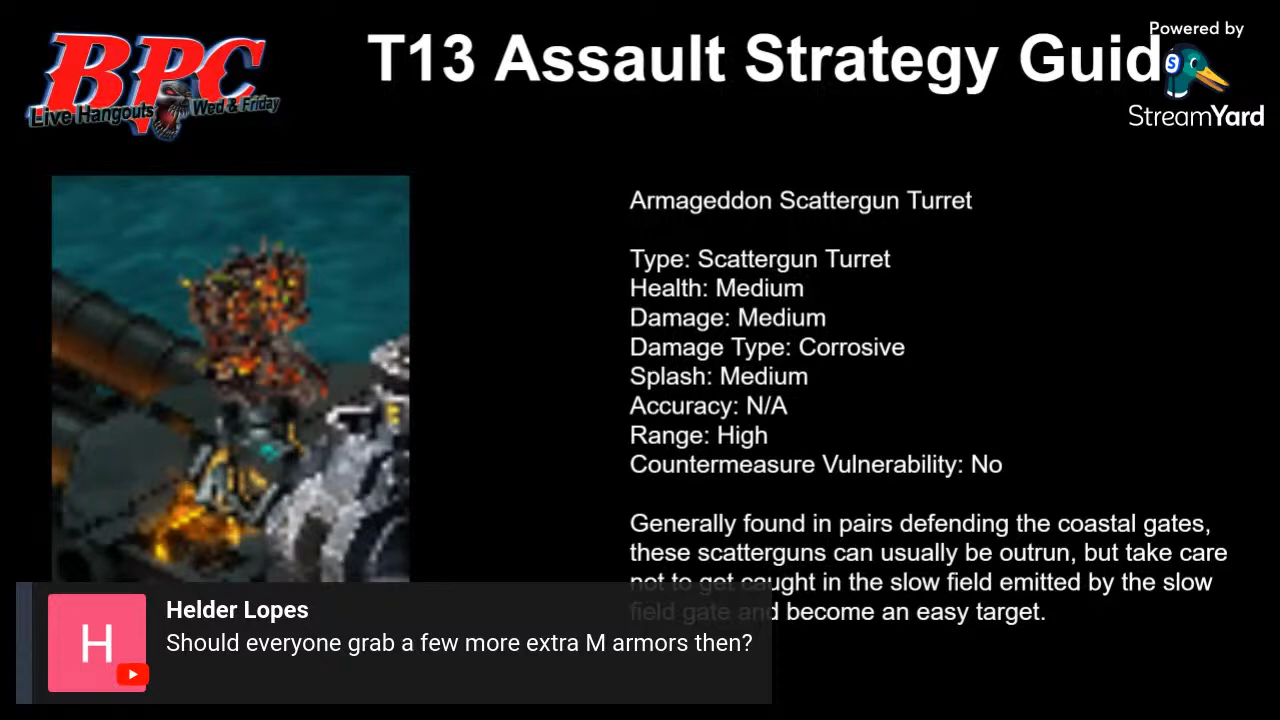 BPC
Live Hangouts Wed & Friday
T13 Assault Strategy Guid
Powered by
S
StreamYard
Armageddon Scattergun Turret
Type: Scattergun Turret
Health: Medium
Damage: Medium
Damage Type: Corrosive
Splash: Medium
Accuracy: N/A
Range: High
Countermeasure Vulnerability: No
Generally found in pairs defending the coastal gates,
these scatterguns can usually be outrun, but take care
not to get caught in the slow field emitted by the slow
field gate and become an easy target.
H
Helder Lopes
Should everyone grab a few more extra M armors then?